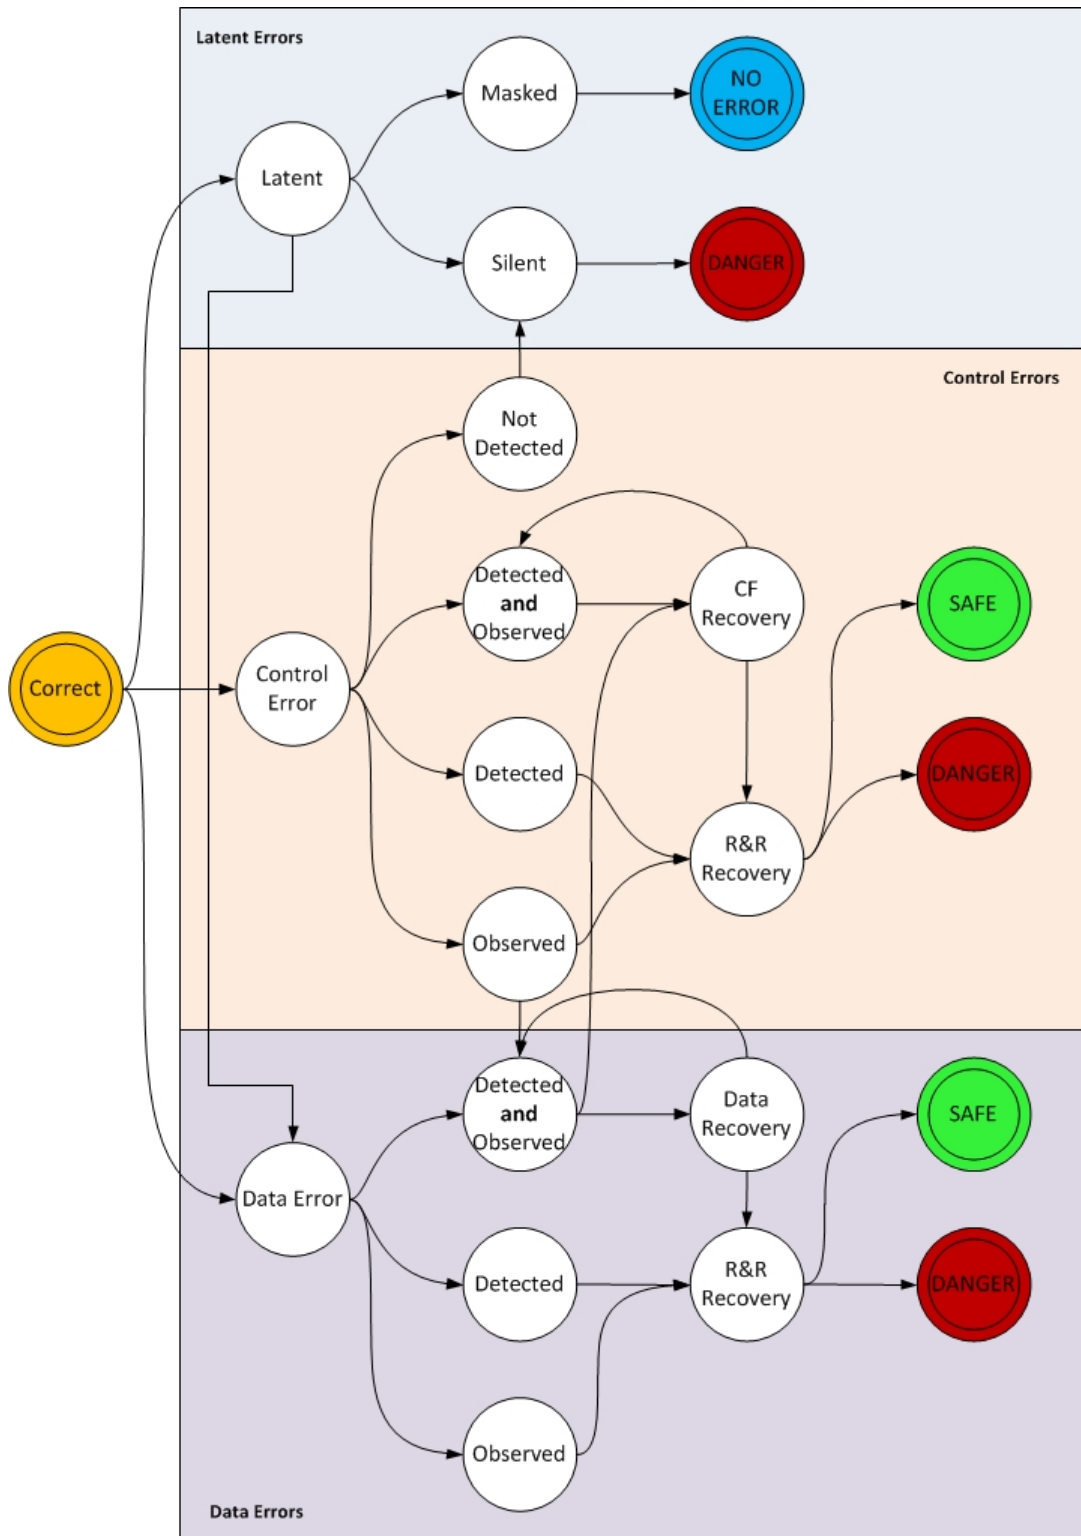 Latent Errors
Masked
NO
ERROR
Latent
Silent
DANGER
Control Errors
Not
Detected
Detected
and
Observed
CF
Recovery
SAFE
Correct
Control
Error
Detected
DANGER
R&R
Recovery
Observed
Detected
and
Observed
Data
Recovery
SAFE
Data Error
Detected
R&R
Recovery
DANGER
Observed
Data Errors